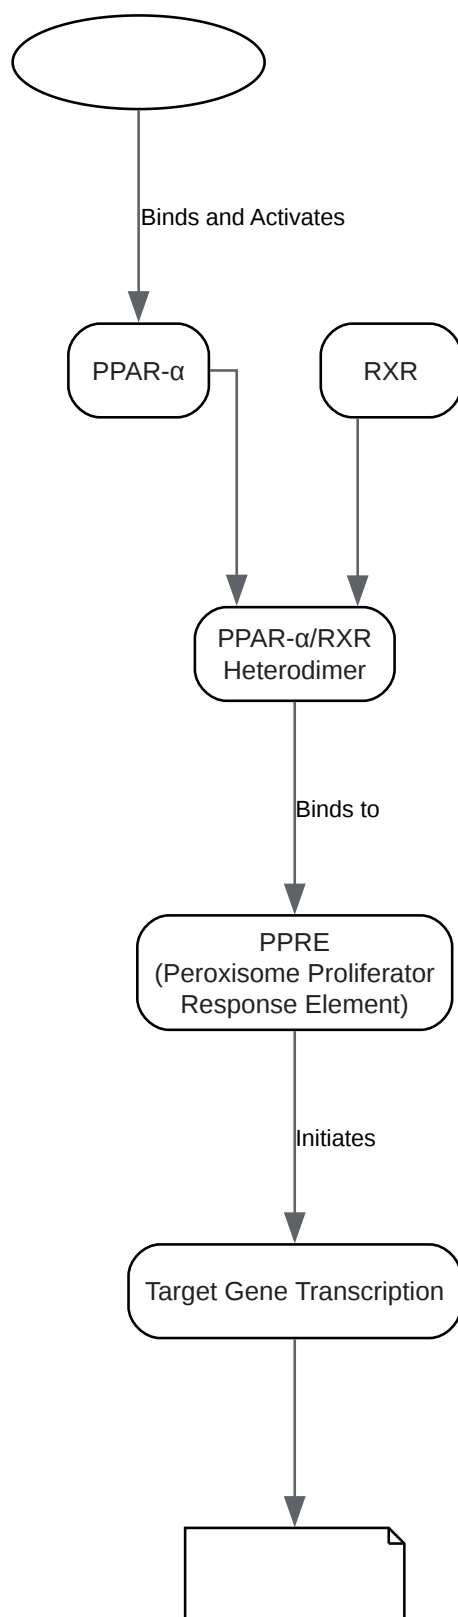 Binds and Activates
PPAR-α
RXR
PPAR-α/RXR
Heterodimer
Binds to
PPRE
(Peroxisome Proliferator
Response Element)
Initiates
Target Gene Transcription